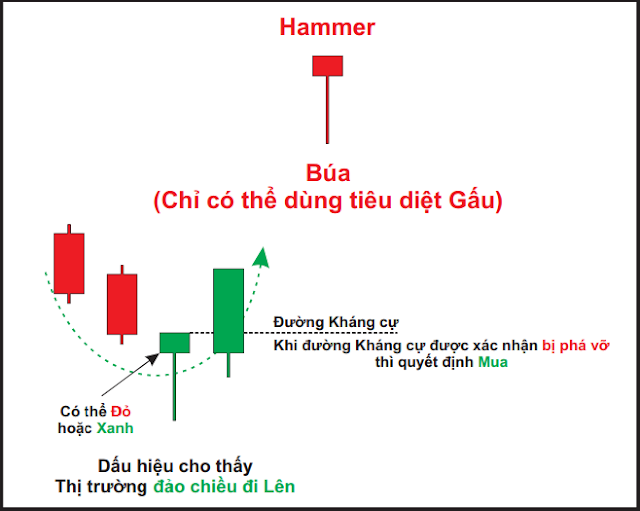 Hammer
Búa
(Chỉ có thể dùng tiêu diệt Gấu)
Đường Kháng cự
Khi đường Kháng cự được xác nhận bị phá vỡ
thì quyết định Mua
Có thể Đỏ
hoặc Xanh
Dấu hiệu cho thấy
Thị trường đảo chiều đi Lên